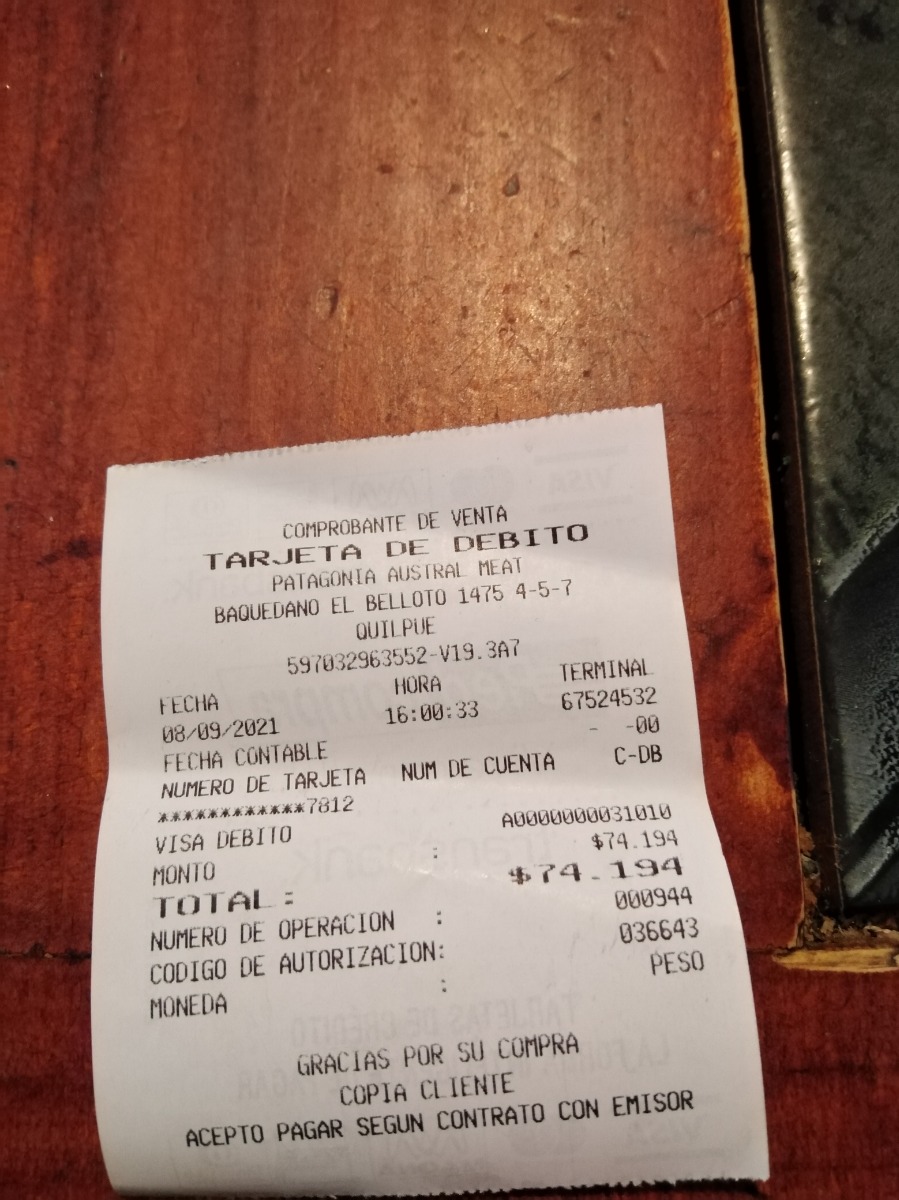 COMPROBANTE DE VENTA
TARJETA DE DEBITO
PATAGONIA AUSTRAL MEAT
BAQUEDANO EL BELLOTO 1475 4-5-7
QUILPUE
597032963552-V19.3A7
FECHA HORA TERMINAL
08/09/2021 16:00:33 67524532
FECHA CONTABLE - -00
NUMERO DE TARJETA NUM DE CUENTA C-DB
************7812
VISA DEBITO A0000000031010
MONTO : $74.194
TOTAL: $74.194
NUMERO DE OPERACION : 000944
CODIGO DE AUTORIZACION: 036643
MONEDA : PESO
GRACIAS POR SU COMPRA
COPIA CLIENTE
ACEPTO PAGAR SEGUN CONTRATO CON EMISOR